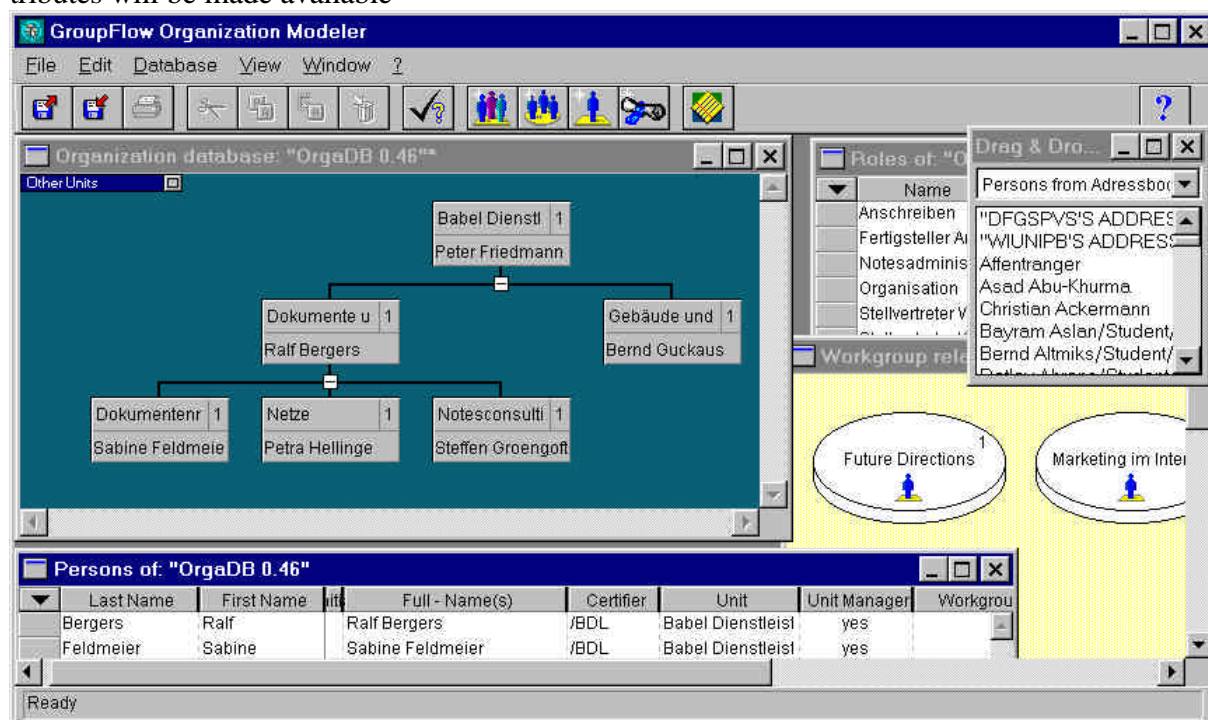 tributes will be made available
GroupFlow Organization Modeler
File Edit Database View Window ?
Organization database: "OrgaDB 0.46"*
Other Units
Babel Dienstl 1
Peter Friedmann
Dokumente u 1
Ralf Bergers
Gebäude und 1
Bernd Guckaus
Dokumentenr 1
Sabine Feldmeie
Netze 1
Petra Hellinge
Notesconsulti 1
Steffen Groengoft
Roles of: "O
Name
Anschreiben
Fertigsteller A
Notesadminis
Organisation
Stellvertreter V
Drag & Dro...
Persons from Adressboo
"DFGSPVS'S ADDRES
"WIUNIPB'S ADDRESS
Affentranger
Asad Abu-Khurma
Christian Ackermann
Bayram Aslan/Student/
Bernd Altmiks/Student/
Workgroup rele
Future Directions 1
Marketing im Inter
Persons of: "OrgaDB 0.46"
Last Name First Name Full - Name(s) Certifier Unit Unit Manager Workgrou
Bergers Ralf Ralf Bergers /BDL Babel Dienstleist yes
Feldmeier Sabine Sabine Feldmeier /BDL Babel Dienstleist yes
Ready